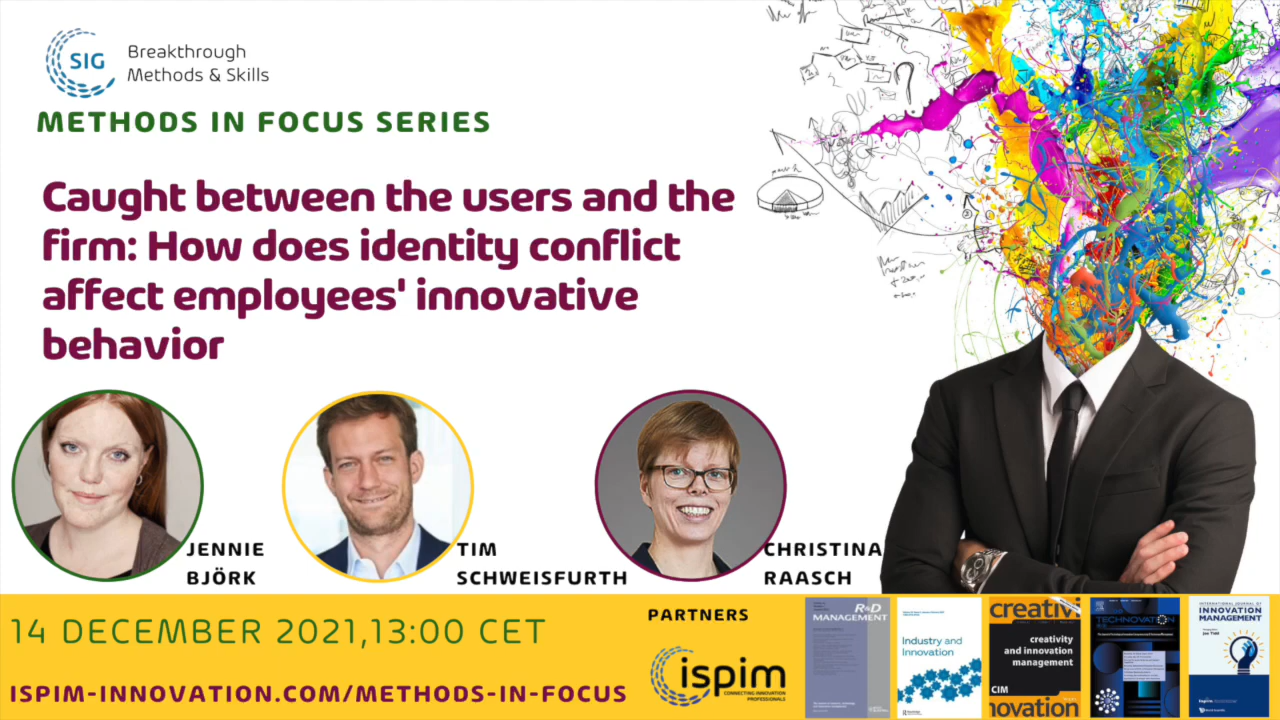 SIG
Breakthrough
Methods & Skills
METHODS IN FOCUS SERIES
Caught between the users and the
firm: How does identity conflict
affect employees' innovative
behavior
JENNIE
BJÖRK
TIM
SCHWEISFURTH
CHRISTINA
RAASCH
14 DECEMBER 2021,13:00 CET
ISPIM-INNOVATION.COM/METHODS-IN-FOCUS
PARTNERS
ispim
CONNECTING INNOVATION
PROFESSIONALS
R&D
MANAGEMENT
Industry and
Innovation
creativi
creativity
and innovation
management
CIM
novation
TECHNOVATION
INTERNATIONAL JOURNAL OF
INNOVATION
MANAGEMENT